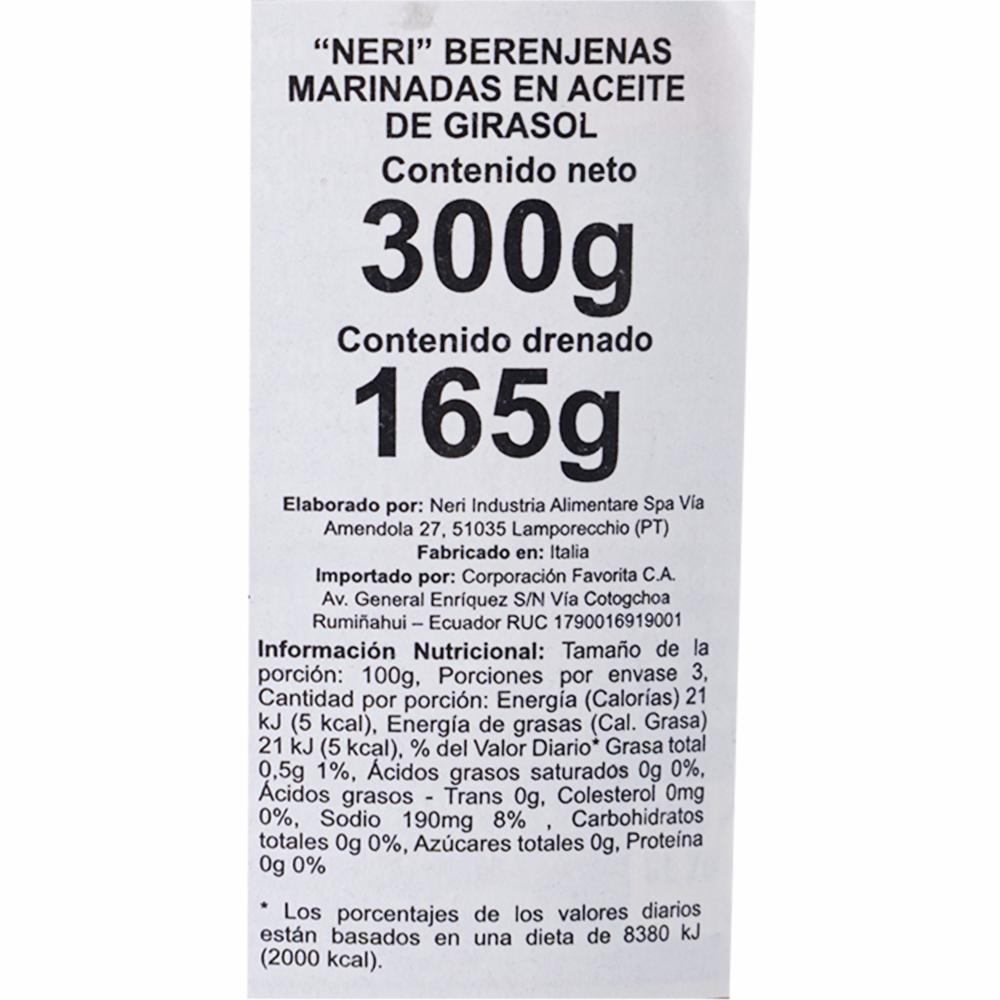 “NERI” BERENJENAS
MARINADAS EN ACEITE
DE GIRASOL
Contenido neto
300g
Contenido drenado
165g
Elaborado por: Neri Industria Alimentare Spa Vía
Amendola 27, 51035 Lamporecchio (PT)
Fabricado en: Italia
Importado por: Corporación Favorita C.A.
Av. General Enríquez S/N Vía Cotogchoa
Rumiñahui – Ecuador RUC 1790016919001
Información Nutricional: Tamaño de la
porción: 100g, Porciones por envase 3,
Cantidad por porción: Energía (Calorías) 21
kJ (5 kcal), Energía de grasas (Cal. Grasa)
21 kJ (5 kcal), % del Valor Diario* Grasa total
0,5g 1%, Ácidos grasos saturados 0g 0%,
Ácidos grasos - Trans 0g, Colesterol 0mg
0%, Sodio 190mg 8% , Carbohidratos
totales 0g 0%, Azúcares totales 0g, Proteína
0g 0%
* Los porcentajes de los valores diarios
están basados en una dieta de 8380 kJ
(2000 kcal).